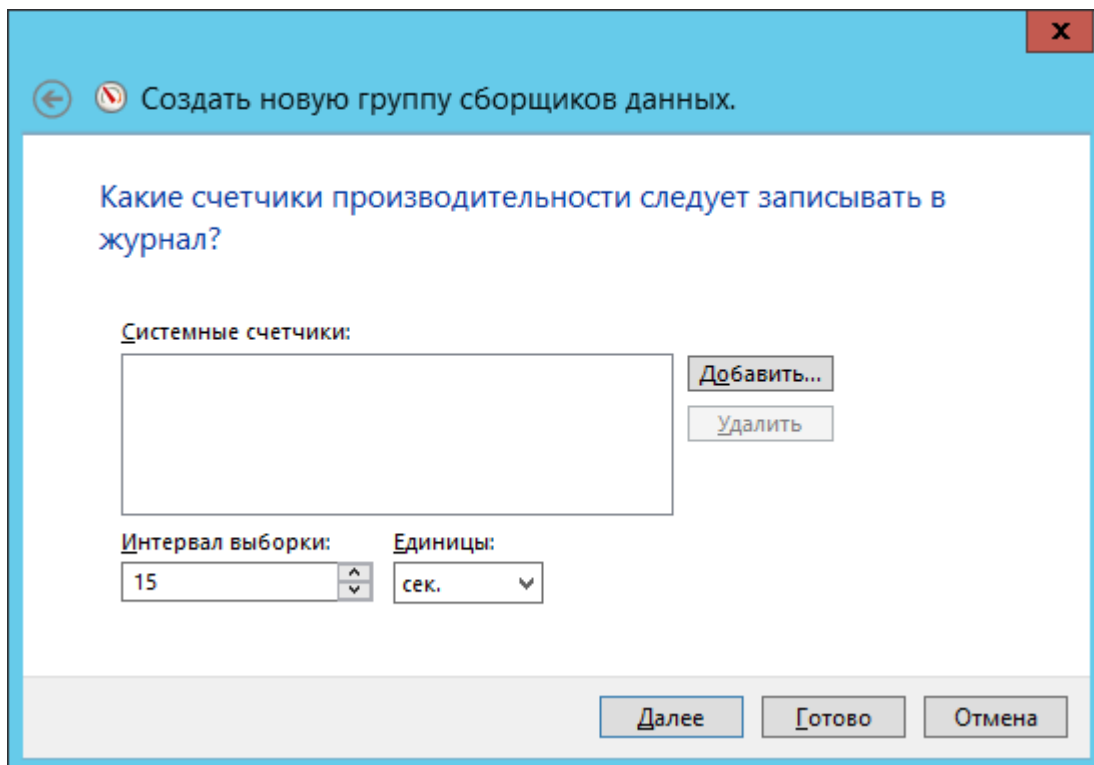 x
Создать новую группу сборщиков данных.
Какие счетчики производительности следует записывать в
журнал?
Системные счетчики:
Добавить...
Удалить
Интервал выборки: Единицы:
15 сек.
Далее Готово Отмена